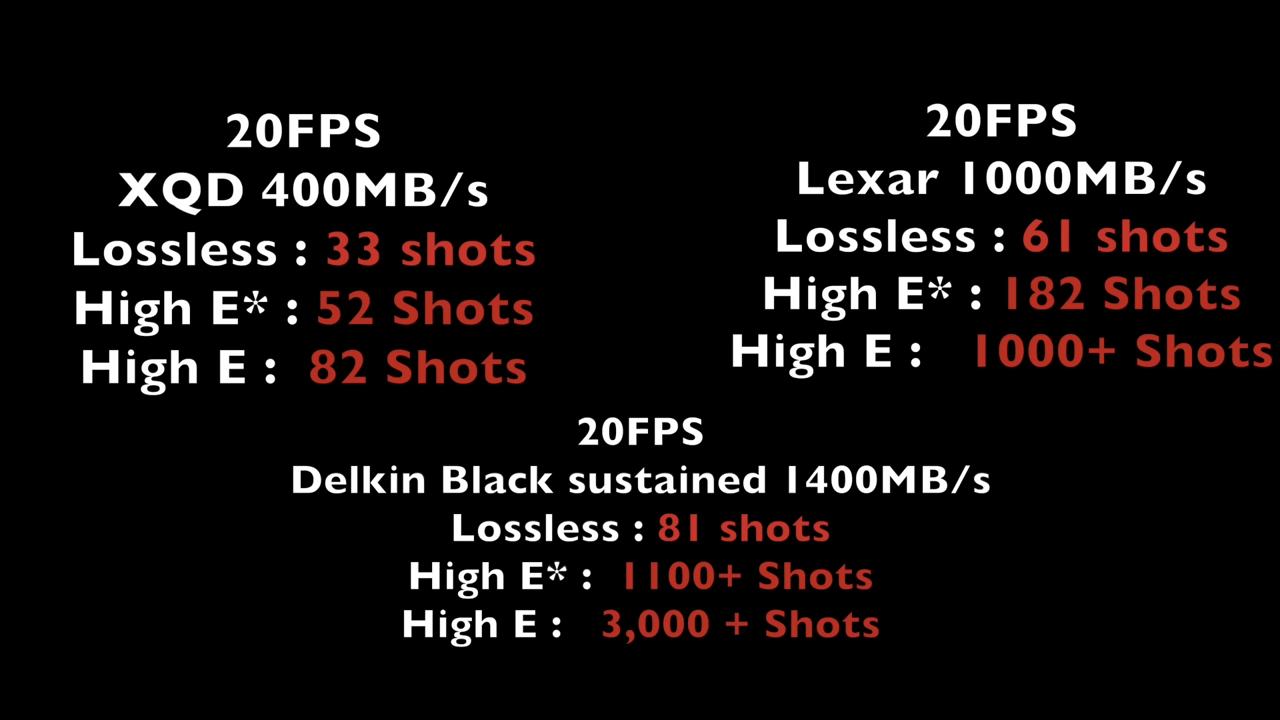 20FPS
XQD 400MB/s
Lossless : 33 shots
High E* : 52 Shots
High E : 82 Shots
20FPS
Lexar 1000MB/s
Lossless : 61 shots
High E* : 182 Shots
High E : 1000+ Shots
20FPS
Delkin Black sustained 1400MB/s
Lossless : 81 shots
High E* : 1100+ Shots
High E : 3,000 + Shots